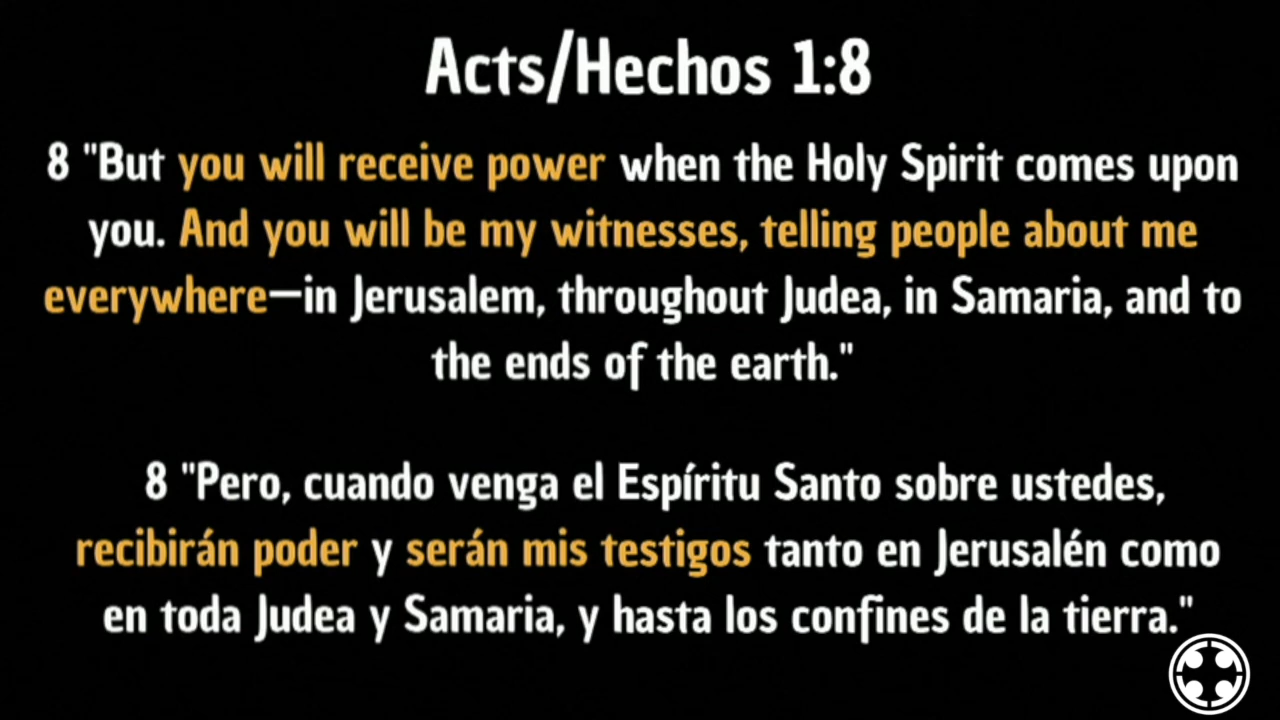 Acts/Hechos 1:8
8 "But you will receive power when the Holy Spirit comes upon
you. And you will be my witnesses, telling people about me
everywhere—in Jerusalem, throughout Judea, in Samaria, and to
the ends of the earth."
8 "Pero, cuando venga el Espíritu Santo sobre ustedes,
recibirán poder y serán mis testigos tanto en Jerusalén como
en toda Judea y Samaria, y hasta los confines de la tierra."